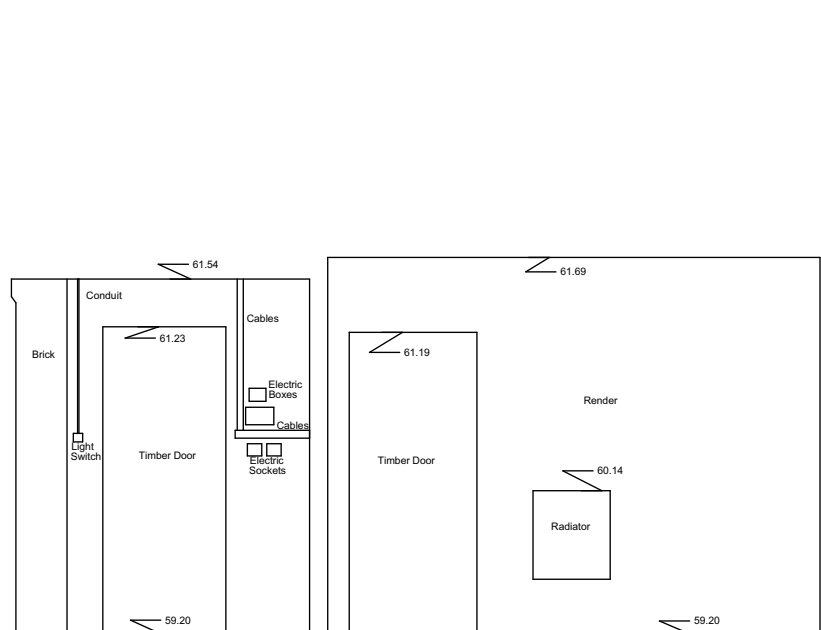 61.54
61.69
Conduit
Cables
61.23
61.19
Brick
Electric
Boxes
Render
Cables
Light
Switch
Timber Door
Electric
Sockets
Timber Door
60.14
Radiator
59.20
59.20